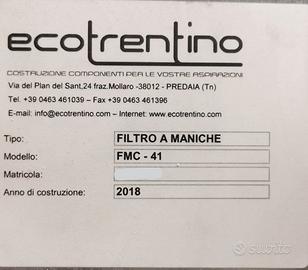 ecotrentino
COSTRUZIONE COMPONENTI PER LE VOSTRE ASPIRAZIONI
Via del Plan del Sant,24 fraz.Mollaro -38012 - PREDAIA (Tn)
Tel. +39 0463 461039 – Fax +39 0463 461396
E-mail: info@ecotrentino.com – Internet: www.ecotrentino.com
Tipo: FILTRO A MANICHE
Modello: FMC - 41
Matricola:
Anno di costruzione: 2018
subito